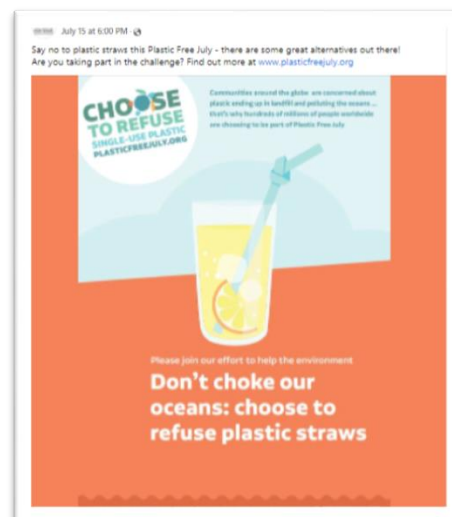 July 15 at 6:00 PM ·
Say no to plastic straws this Plastic Free July - there are some great alternatives out there!
Are you taking part in the challenge? Find out more at www.plasticfreejuly.org
CHOOSE
TO REFUSE
SINGLE-USE PLASTIC
PLASTICFREEJULY.ORG
Communities around the globe are concerned about
plastic ending up in landfill and polluting the oceans ...
that's why hundreds of millions of people worldwide
are choosing to be part of Plastic Free July
Please join our effort to help the environment
Don't choke our
oceans: choose to
refuse plastic straws